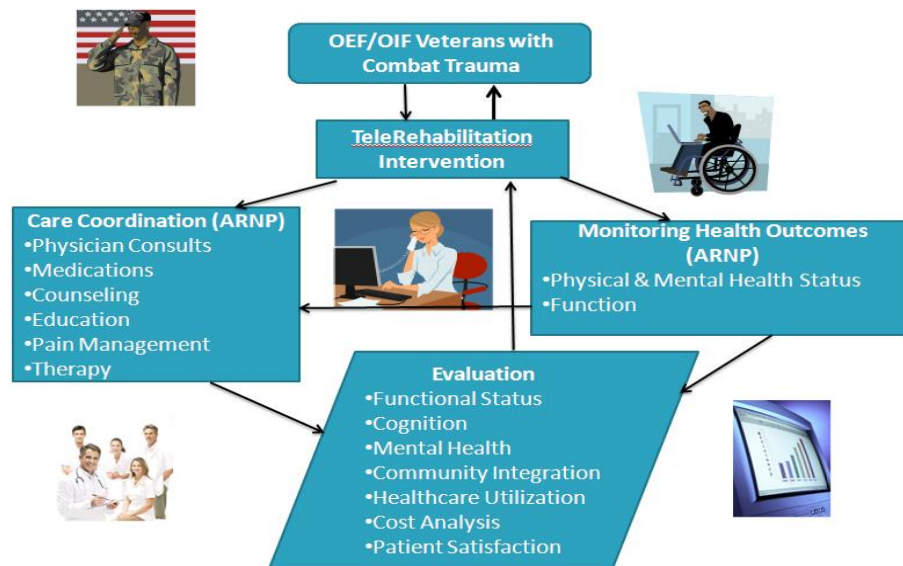 OEF/OIF Veterans with
Combat Trauma
TeleRehabilitation
Intervention
Care Coordination (ARNP)
•Physician Consults
•Medications
•Counseling
•Education
•Pain Management
•Therapy
Monitoring Health Outcomes
(ARNP)
•Physical & Mental Health Status
•Function
Evaluation
•Functional Status
•Cognition
•Mental Health
•Community Integration
•Healthcare Utilization
•Cost Analysis
•Patient Satisfaction